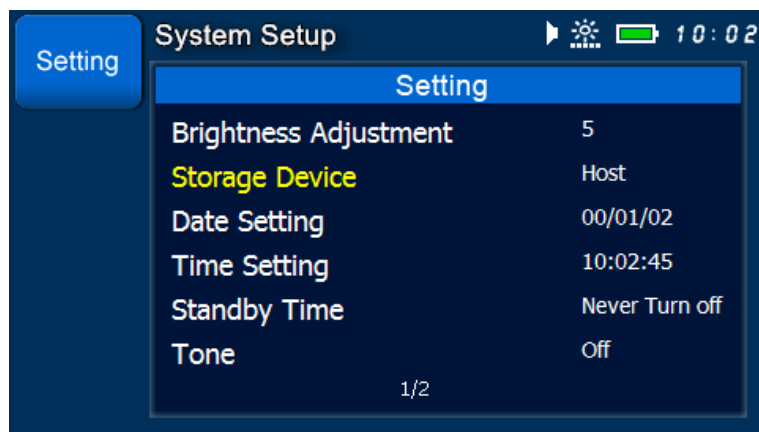 System Setup 10:02
Setting
Setting
Brightness Adjustment 5
Storage Device Host
Date Setting 00/01/02
Time Setting 10:02:45
Standby Time Never Turn off
Tone Off
1/2